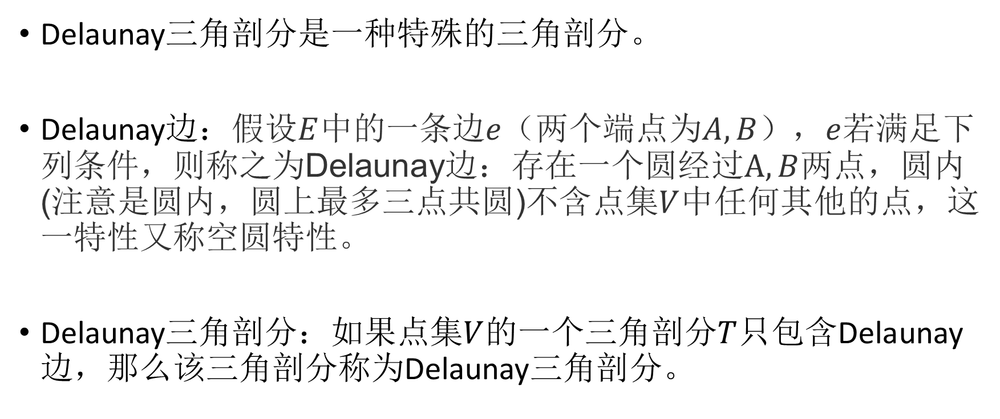 • Delaunay三角剖分是一种特殊的三角剖分。
• Delaunay边：假设E中的一条边e（两个端点为A,B），e若满足下
列条件，则称之为Delaunay边：存在一个圆经过A,B两点，圆内
(注意是圆内，圆上最多三点共圆)不含点集V中任何其他的点，这
一特性又称空圆特性。
• Delaunay三角剖分：如果点集V的一个三角剖分T只包含Delaunay
边，那么该三角剖分称为Delaunay三角剖分。